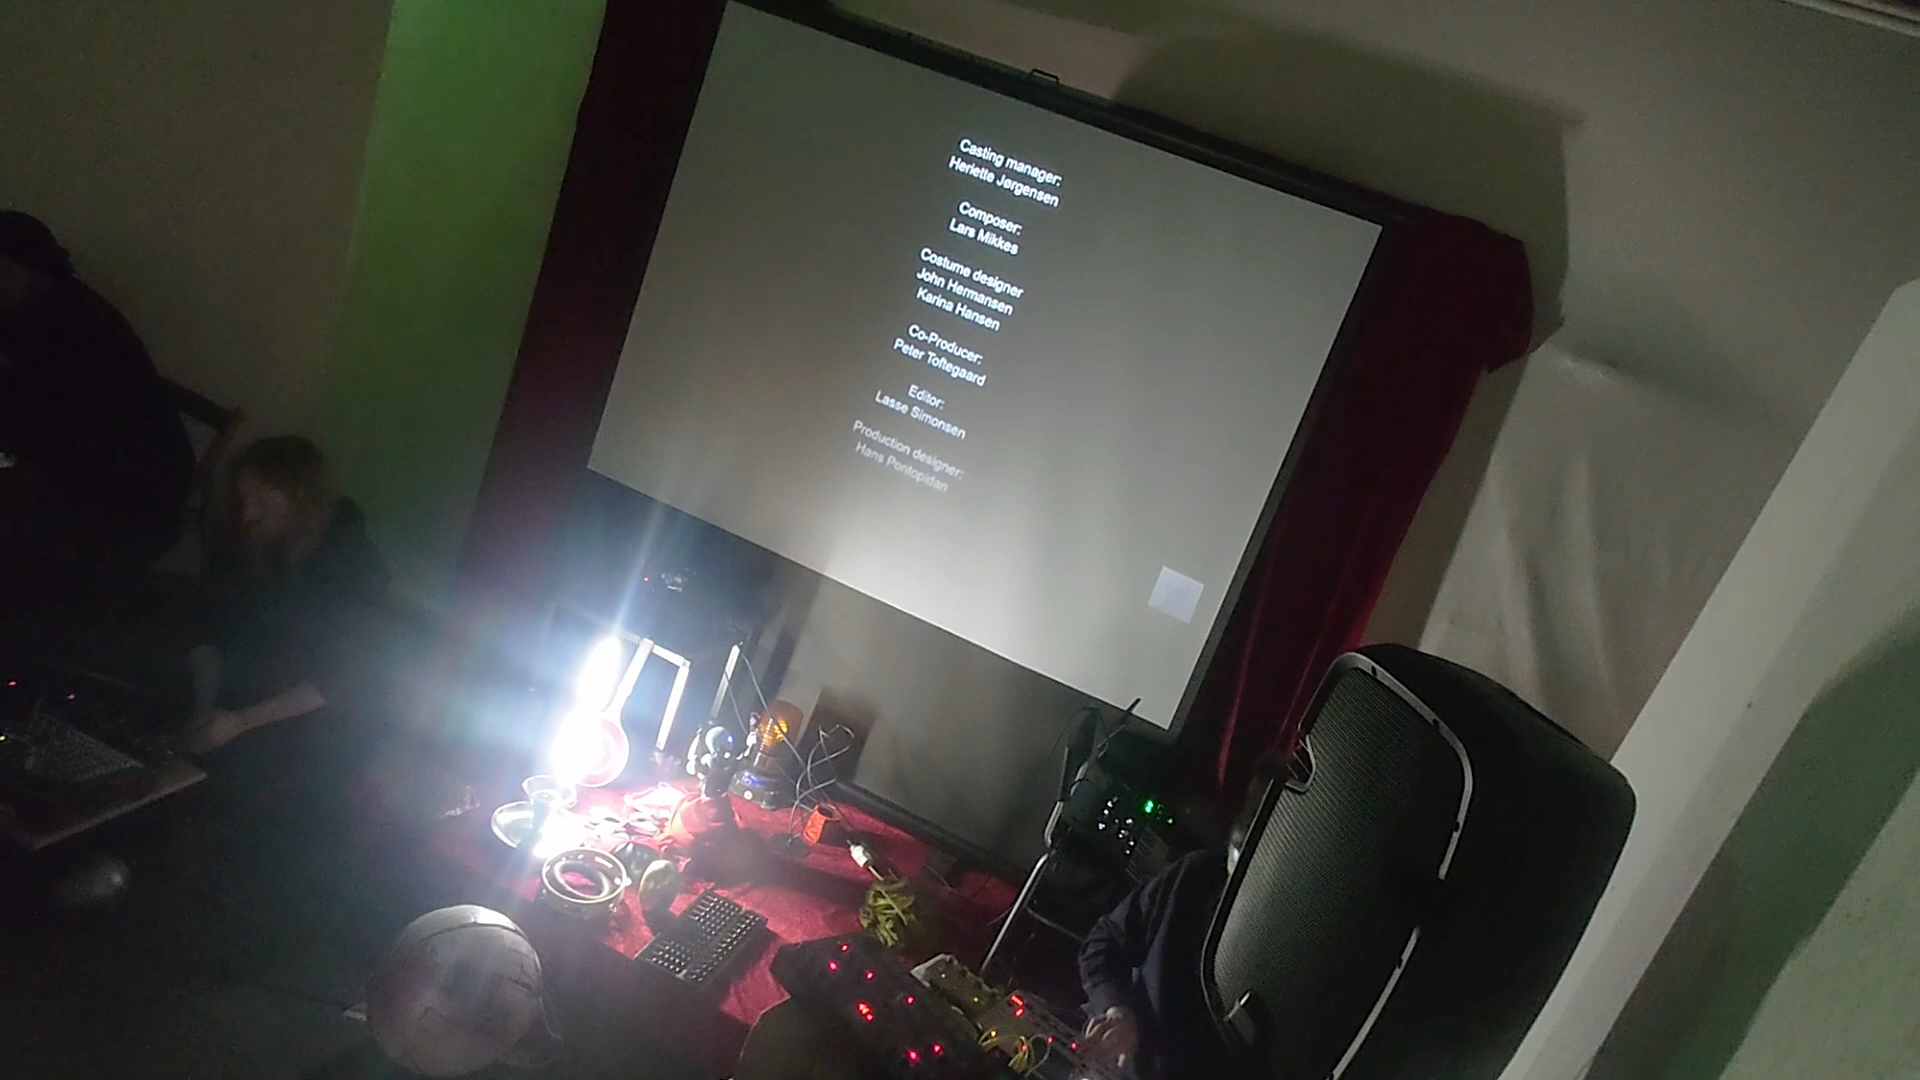 Casting manager:
Heriette Jørgensen
Composer:
Lars Mikkes
Costume designer
John Hermansen
Karina Hansen
Co-Producer:
Peter Toftegaard
Editor:
Lasse Simonsen
Production designer:
Hans Pontopidan